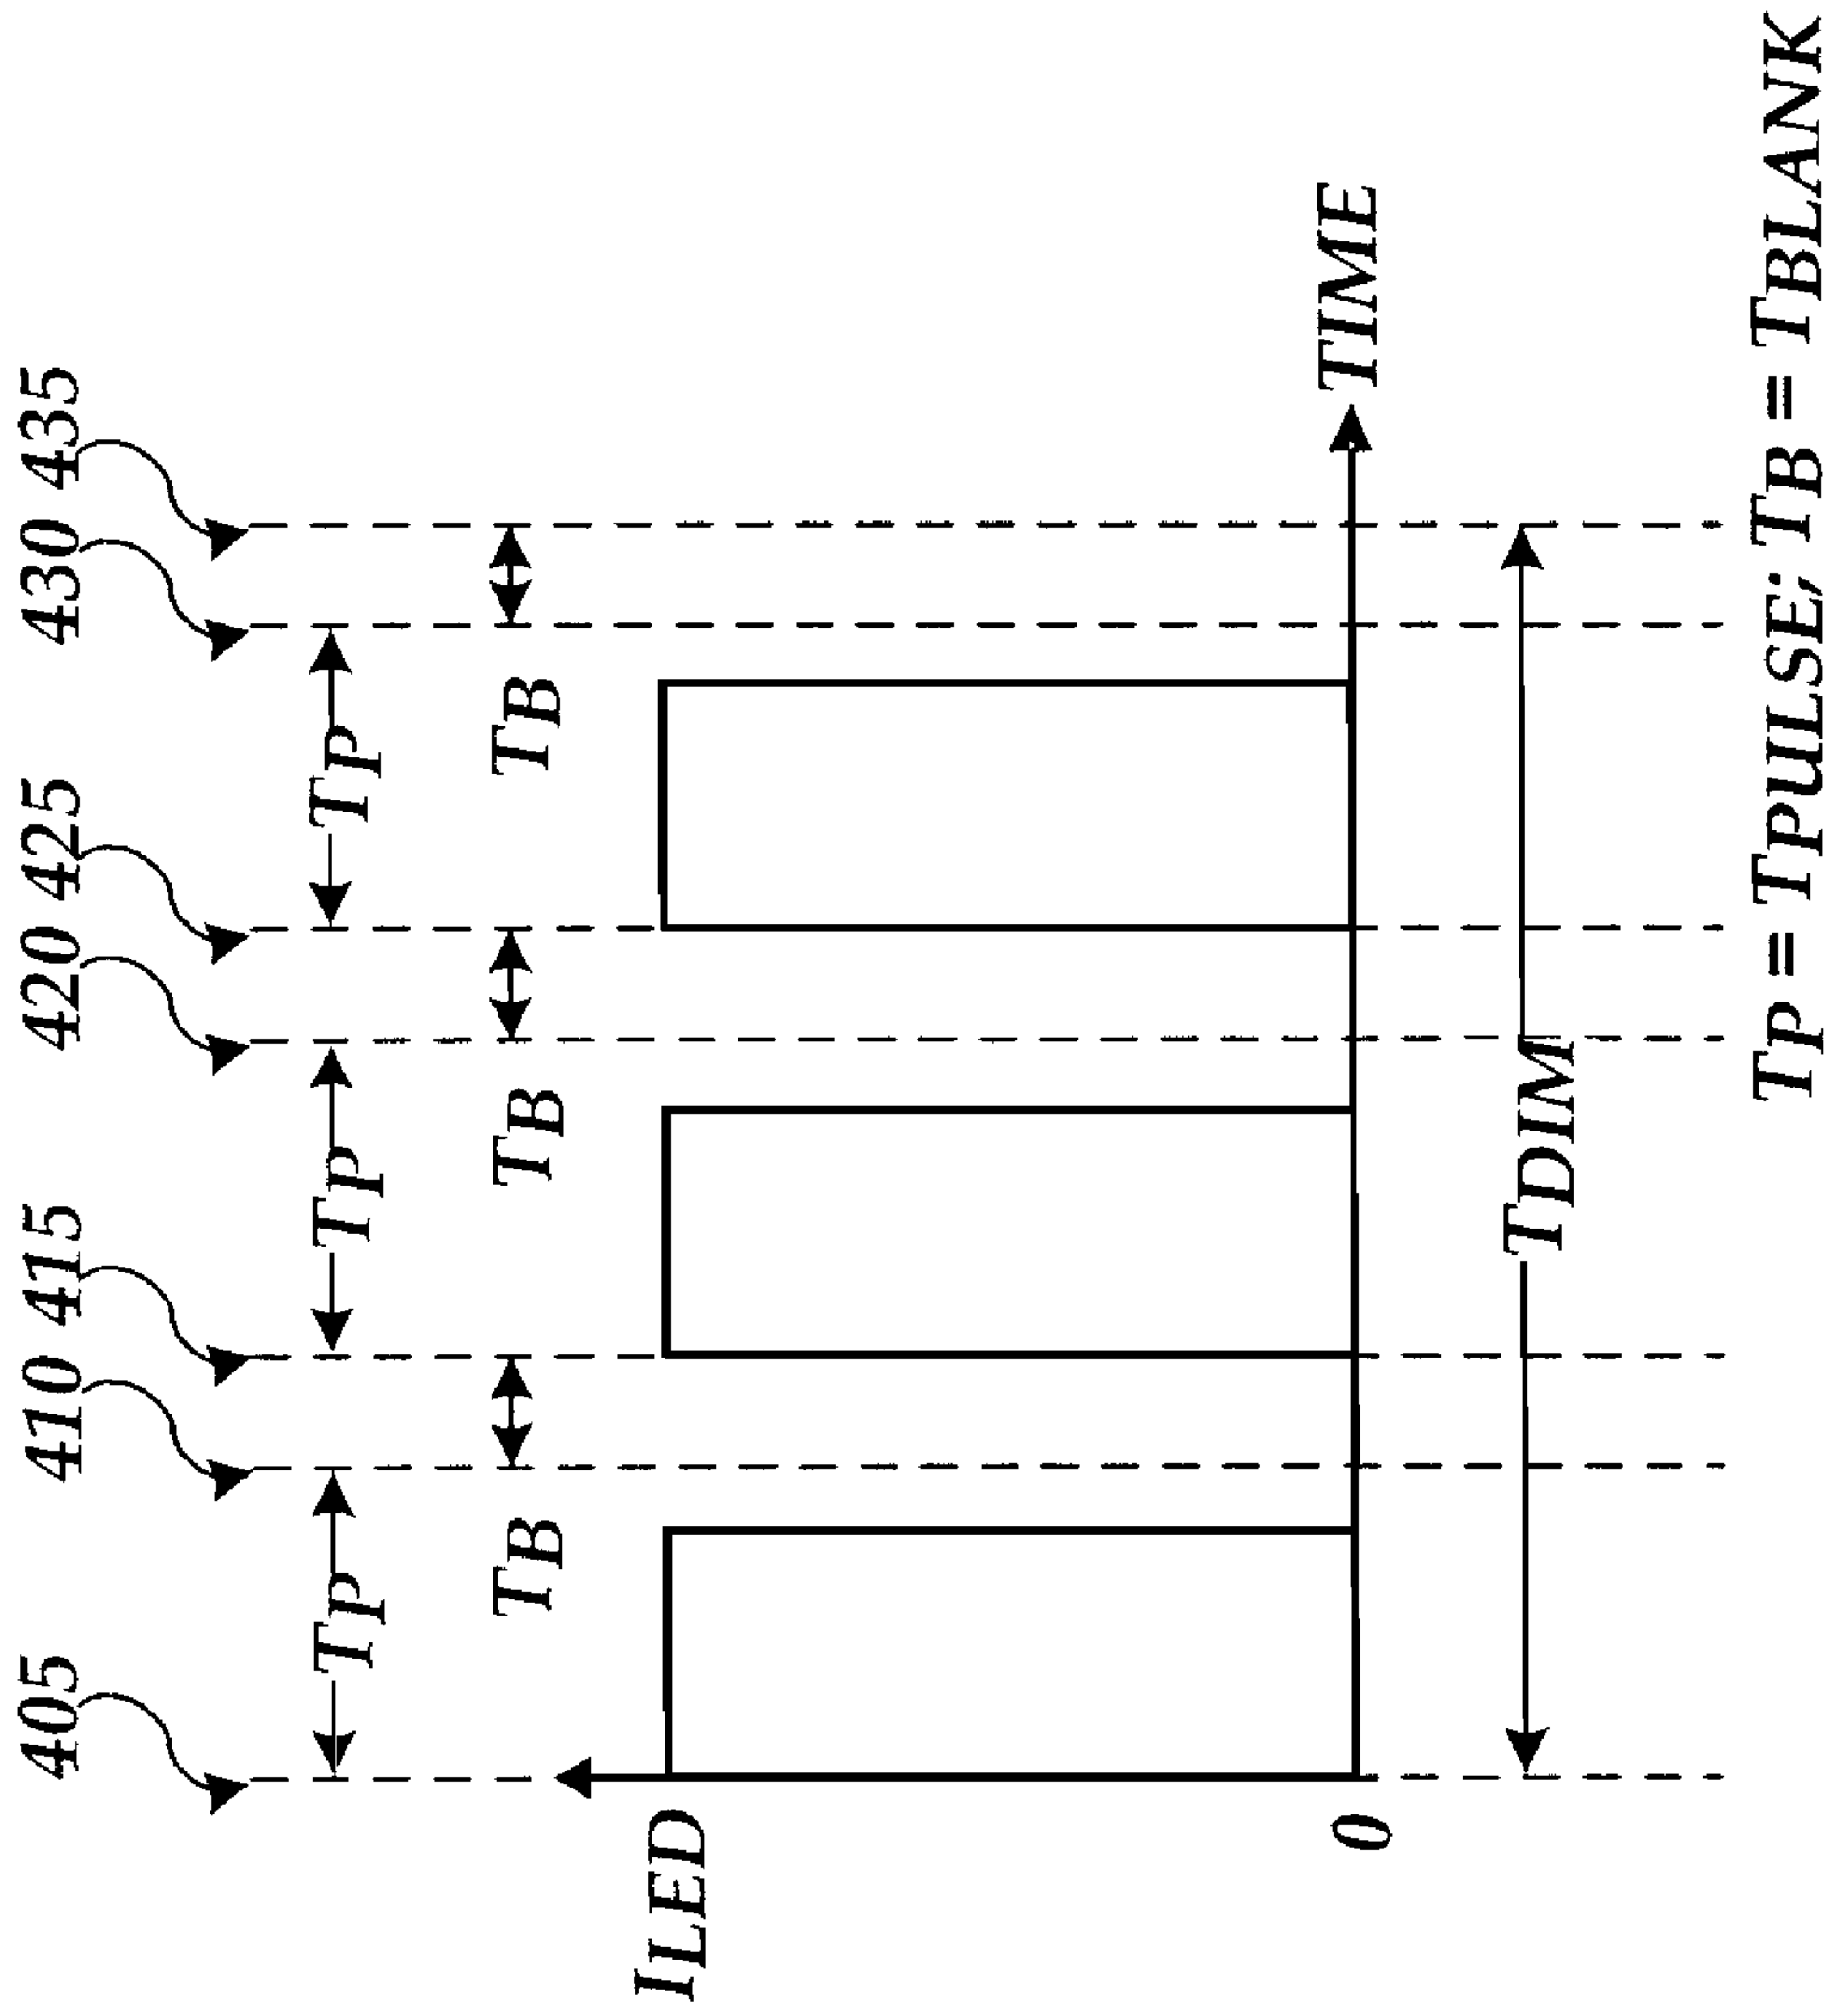 405 410 415 420 425 430 435
TP TP TP
TB TB TB
ILED
0 TIME
TDIM
TP = TPULSE; TB = TBLANK